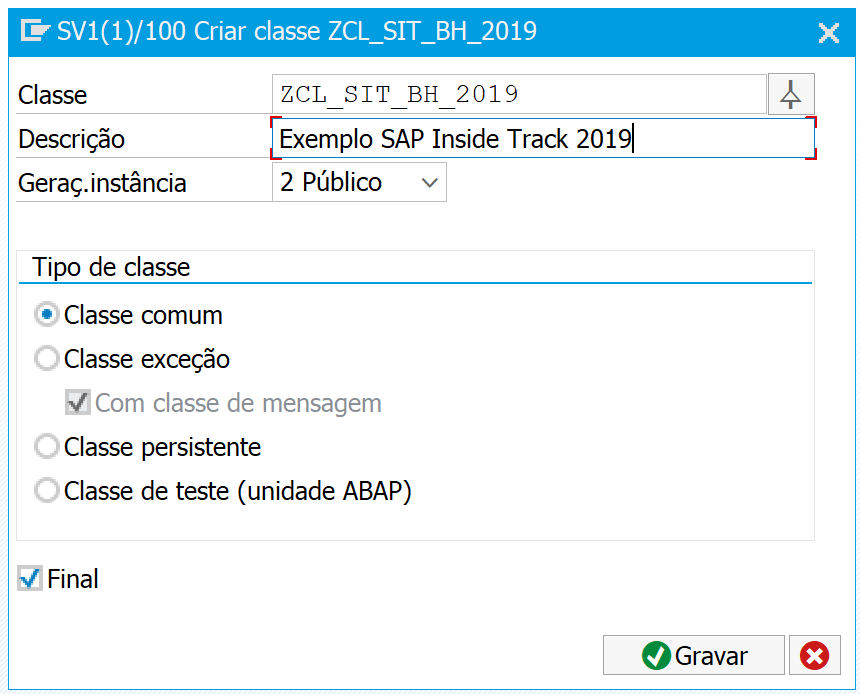 SV1(1)/100 Criar classe ZCL_SIT_BH_2019
Classe ZCL_SIT_BH_2019
Descrição Exemplo SAP Inside Track 2019
Geraç.instância 2 Público
Tipo de classe
Classe comum
Classe exceção
Com classe de mensagem
Classe persistente
Classe de teste (unidade ABAP)
Final
Gravar